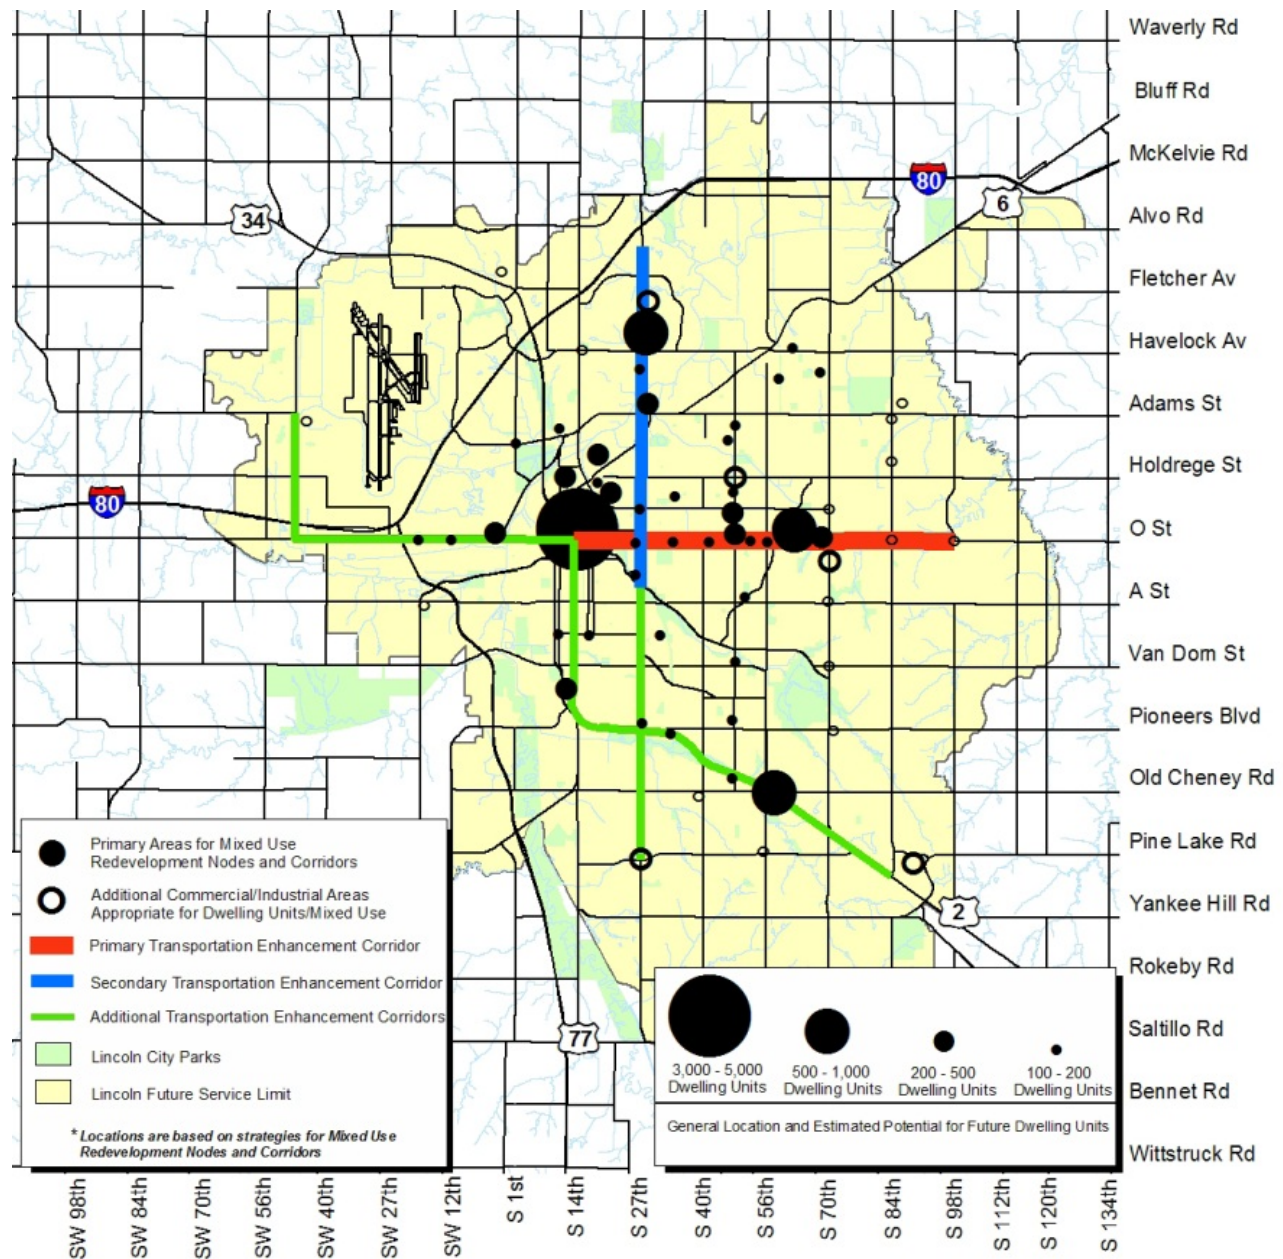 Waverly Rd
Bluff Rd
McKelvie Rd
80
6
Alvo Rd
34
Fletcher Av
Havelock Av
Adams St
Holdrege St
80
O St
A St
Van Dorn St
Pioneers Blvd
Old Cheney Rd
Pine Lake Rd
Yankee Hill Rd
2
Rokeby Rd
Saltillo Rd
77
Bennet Rd
Wittstruck Rd
Primary Areas for Mixed Use
Redevelopment Nodes and Corridors
Additional Commercial/Industrial Areas
Appropriate for Dwelling Units/Mixed Use
Primary Transportation Enhancement Corridor
Secondary Transportation Enhancement Corridor
Additional Transportation Enhancement Corridors
Lincoln City Parks
Lincoln Future Service Limit
* Locations are based on strategies for Mixed Use
Redevelopment Nodes and Corridors
3,000 - 5,000
Dwelling Units
500 - 1,000
Dwelling Units
200 - 500
Dwelling Units
100 - 200
Dwelling Units
General Location and Estimated Potential for Future Dwelling Units
SW 98th
SW 84th
SW 70th
SW 56th
SW 40th
SW 27th
SW 12th
S 1st
S 14th
S 27th
S 40th
S 56th
S 70th
S 84th
S 98th
S 112th
S 120th
S 134th